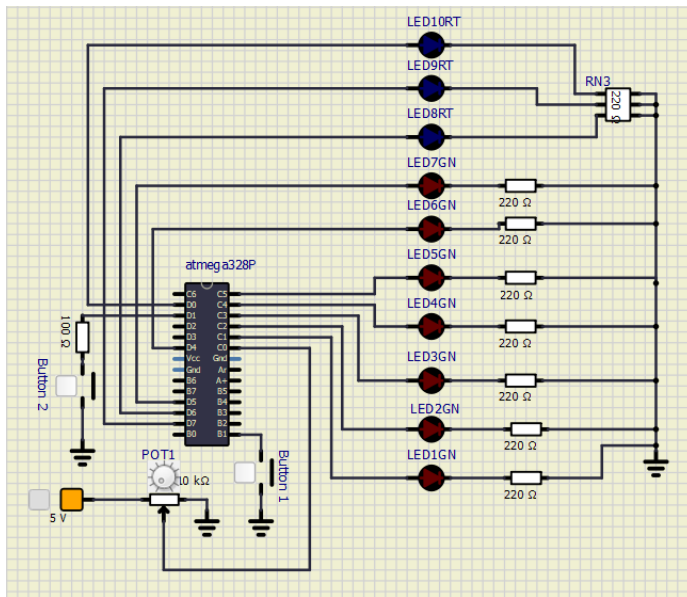 LED10RT
LED9RT
RN3
220 Ω
LED8RT
LED7GN
220 Ω
LED6GN
220 Ω
LED5GN
220 Ω
LED4GN
220 Ω
LED3GN
220 Ω
LED2GN
220 Ω
LED1GN
220 Ω
atmega328P
C6 C5
D0 C4
D1 C3
D2 C2
D3 C1
D4 C0
Vcc Gnd
Gnd Ar
B6 A+
B7 B5
D5 B4
D6 B3
D7 B2
B0 B1
100 Ω
Button 2
Button 1
POT1
10 kΩ
5 V